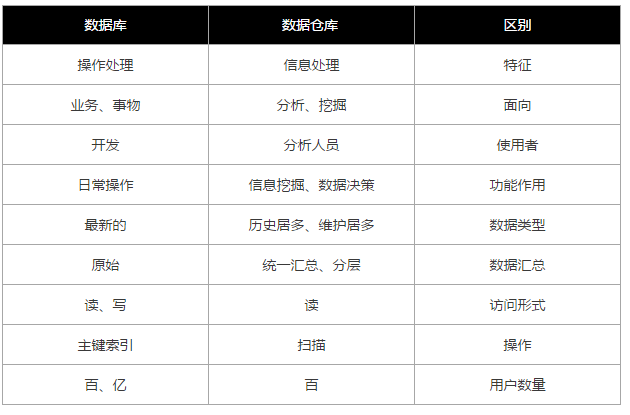 数据库 数据仓库 区别
操作处理 信息处理 特征
业务、事物 分析、挖掘 面向
开发 分析人员 使用者
日常操作 信息挖掘、数据决策 功能作用
最新的 历史居多、维护居多 数据类型
原始 统一汇总、分层 数据汇总
读、写 读 访问形式
主键索引 扫描 操作
百、亿 百 用户数量